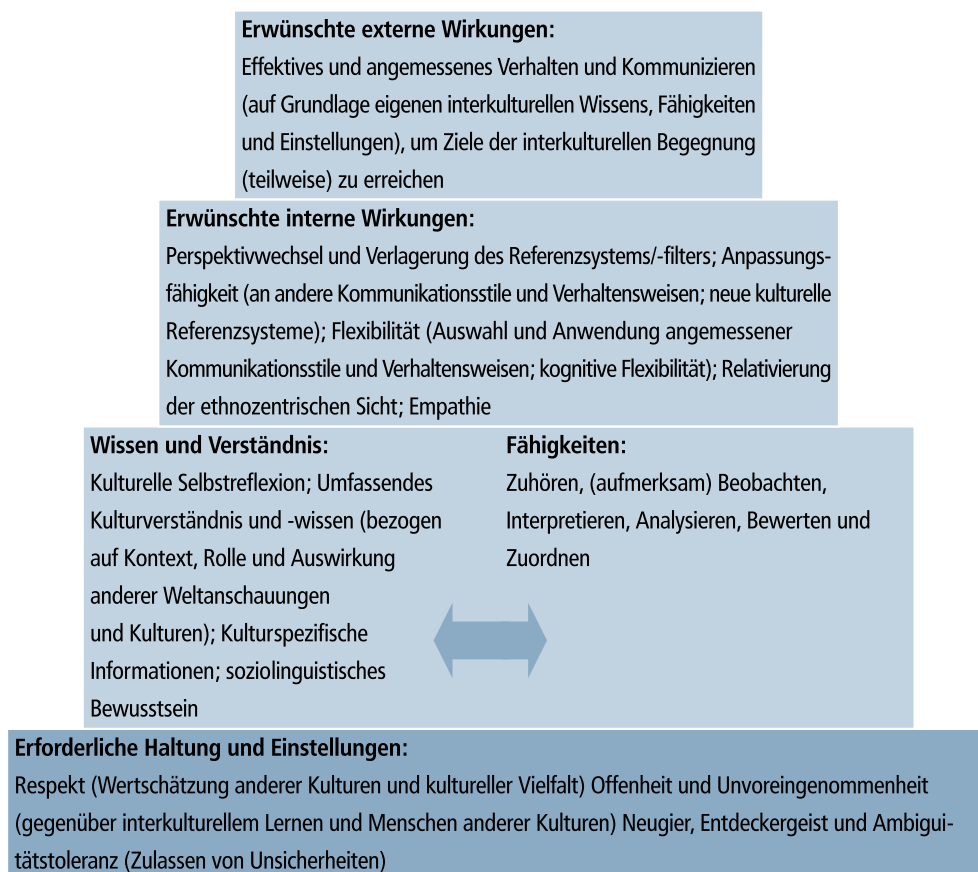 Erwünschte externe Wirkungen:
Effektives und angemessenes Verhalten und Kommunizieren
(auf Grundlage eigenen interkulturellen Wissens, Fähigkeiten
und Einstellungen), um Ziele der interkulturellen Begegnung
(teilweise) zu erreichen
Erwünschte interne Wirkungen:
Perspektivwechsel und Verlagerung des Referenzsystems/-filters; Anpassungs-
fähigkeit (an andere Kommunikationsstile und Verhaltensweisen; neue kulturelle
Referenzsysteme); Flexibilität (Auswahl und Anwendung angemessener
Kommunikationsstile und Verhaltensweisen; kognitive Flexibilität); Relativierung
der ethnozentrischen Sicht; Empathie
Wissen und Verständnis:
Kulturelle Selbstreflexion; Umfassendes
Kulturverständnis und -wissen (bezogen
auf Kontext, Rolle und Auswirkung
anderer Weltanschauungen
und Kulturen); Kulturspezifische
Informationen; soziolinguistisches
Bewusstsein
Fähigkeiten:
Zuhören, (aufmerksam) Beobachten,
Interpretieren, Analysieren, Bewerten und
Zuordnen
Erforderliche Haltung und Einstellungen:
Respekt (Wertschätzung anderer Kulturen und kultureller Vielfalt) Offenheit und Unvoreingenommenheit
(gegenüber interkulturellem Lernen und Menschen anderer Kulturen) Neugier, Entdeckergeist und Ambigui-
tätstoleranz (Zulassen von Unsicherheiten)